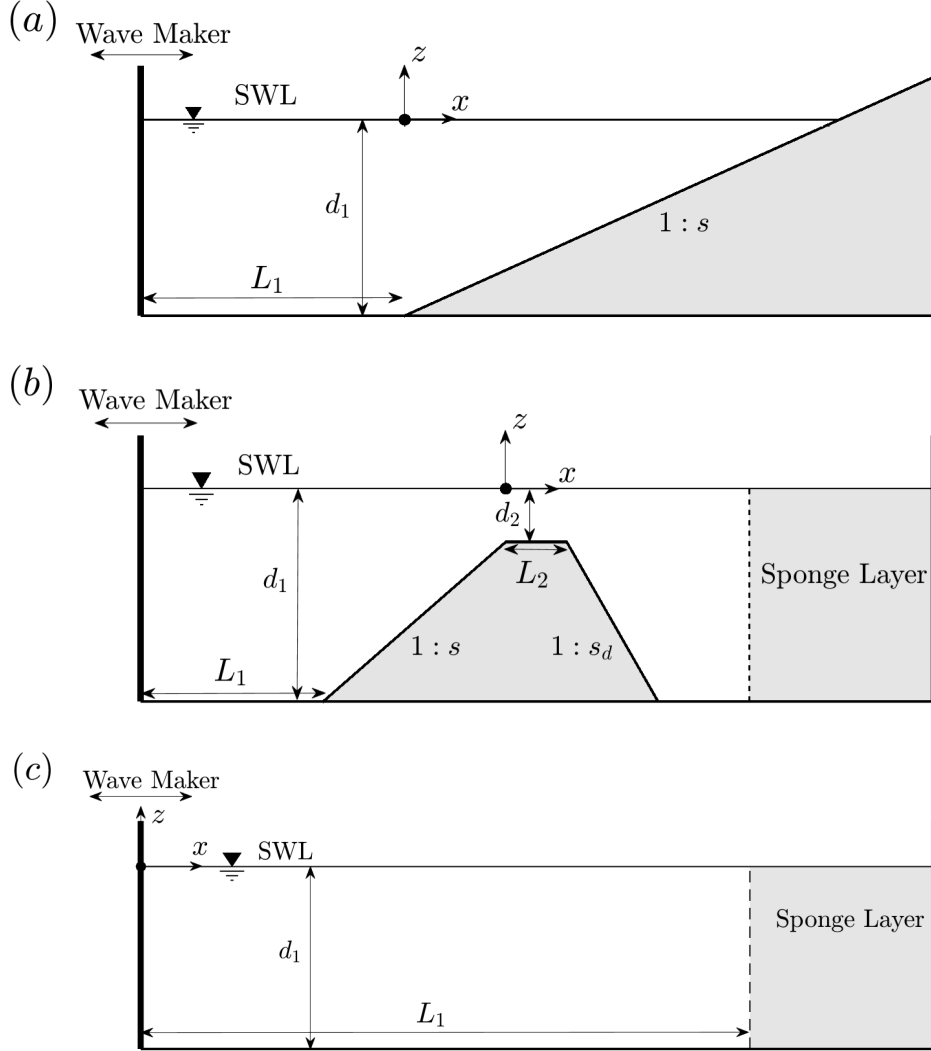 (a)
Wave Maker
z
SWL
x
d₁
1 : s
L₁
(b)
Wave Maker
z
SWL
x
d₂
d₁
L₂
Sponge Layer
1 : s
1 : s_d
L₁
(c)
Wave Maker
z
x
SWL
Sponge Layer
d₁
L₁